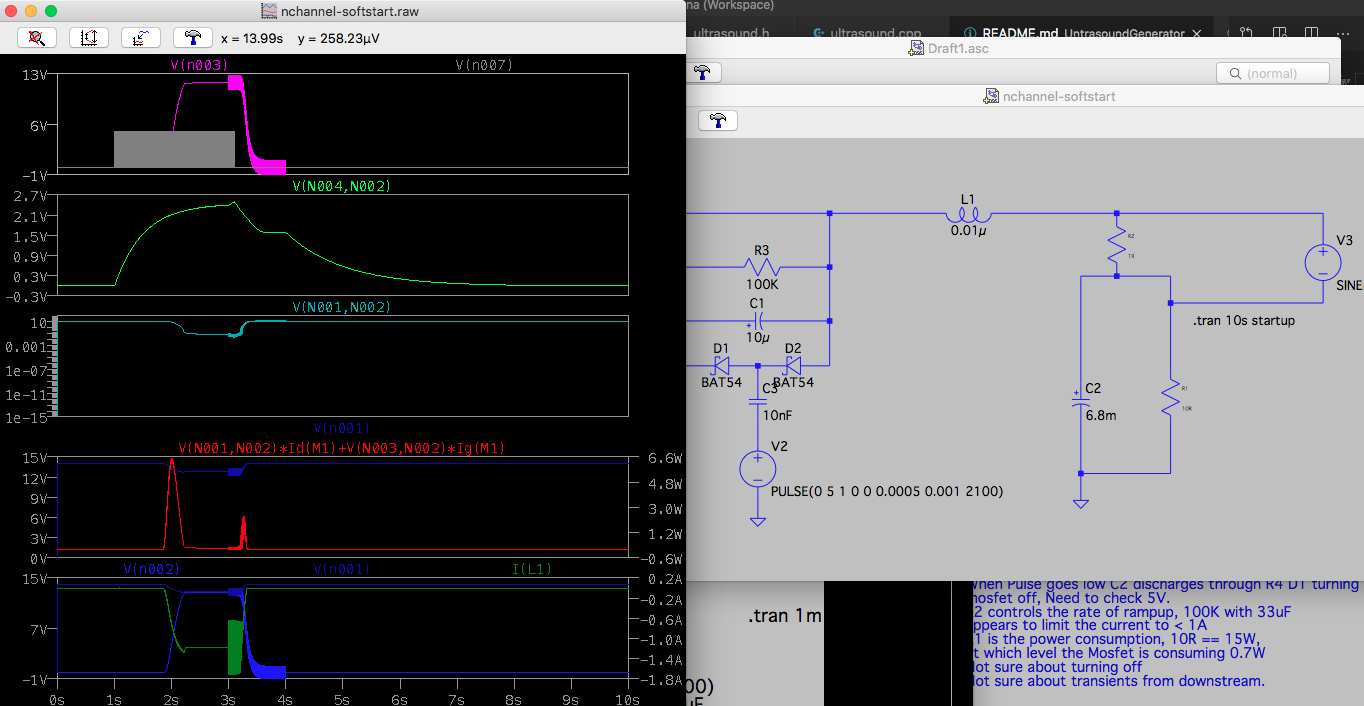 nchannel-softstart.raw
x = 13.99s y = 258.23µV
V(n003) V(n007)
13V
6V
-1V
V(N004,N002)
2.7V
2.1V
1.5V
0.9V
0.3V
-0.3V
V(N001,N002)
10
0.001
1e-07
1e-11
1e-15
V(n001)
V(N001,N002)*Id(M1)+V(N003,N002)*Ig(M1)
15V
12V
9V
6V
3V
0V
6.6W
4.8W
3.0W
1.2W
-0.6W
V(n002) V(n001) I(L1)
15V
7V
-1V
0.2A
-0.2A
-0.6A
-1.0A
-1.4A
-1.8A
0s 1s 2s 3s 4s 5s 6s 7s 8s 9s 10s
na (Workspace)
ultrasound.h ultrasound.cpp README.md UntrasoundGenerator
Draft1.asc
(normal)
nchannel-softstart
L1
0.01µ
R3
100K
C1
10µ
D1
BAT54
D2
BAT54
C3
10nF
V2
PULSE(0 5 1 0 0 0.0005 0.001 2100)
R2
1R
V3
SINE
.tran 10s startup
C2
6.8m
R1
10R
.tran 1m
00)
when Pulse goes low C2 discharges through R4 D1 turning
mosfet off, Need to check 5V.
2 controls the rate of rampup, 100K with 33uF
ppears to limit the current to < 1A
1 is the power consumption, 10R == 15W,
t which level the Mosfet is consuming 0.7W
lot sure about turning off
lot sure about transients from downstream.